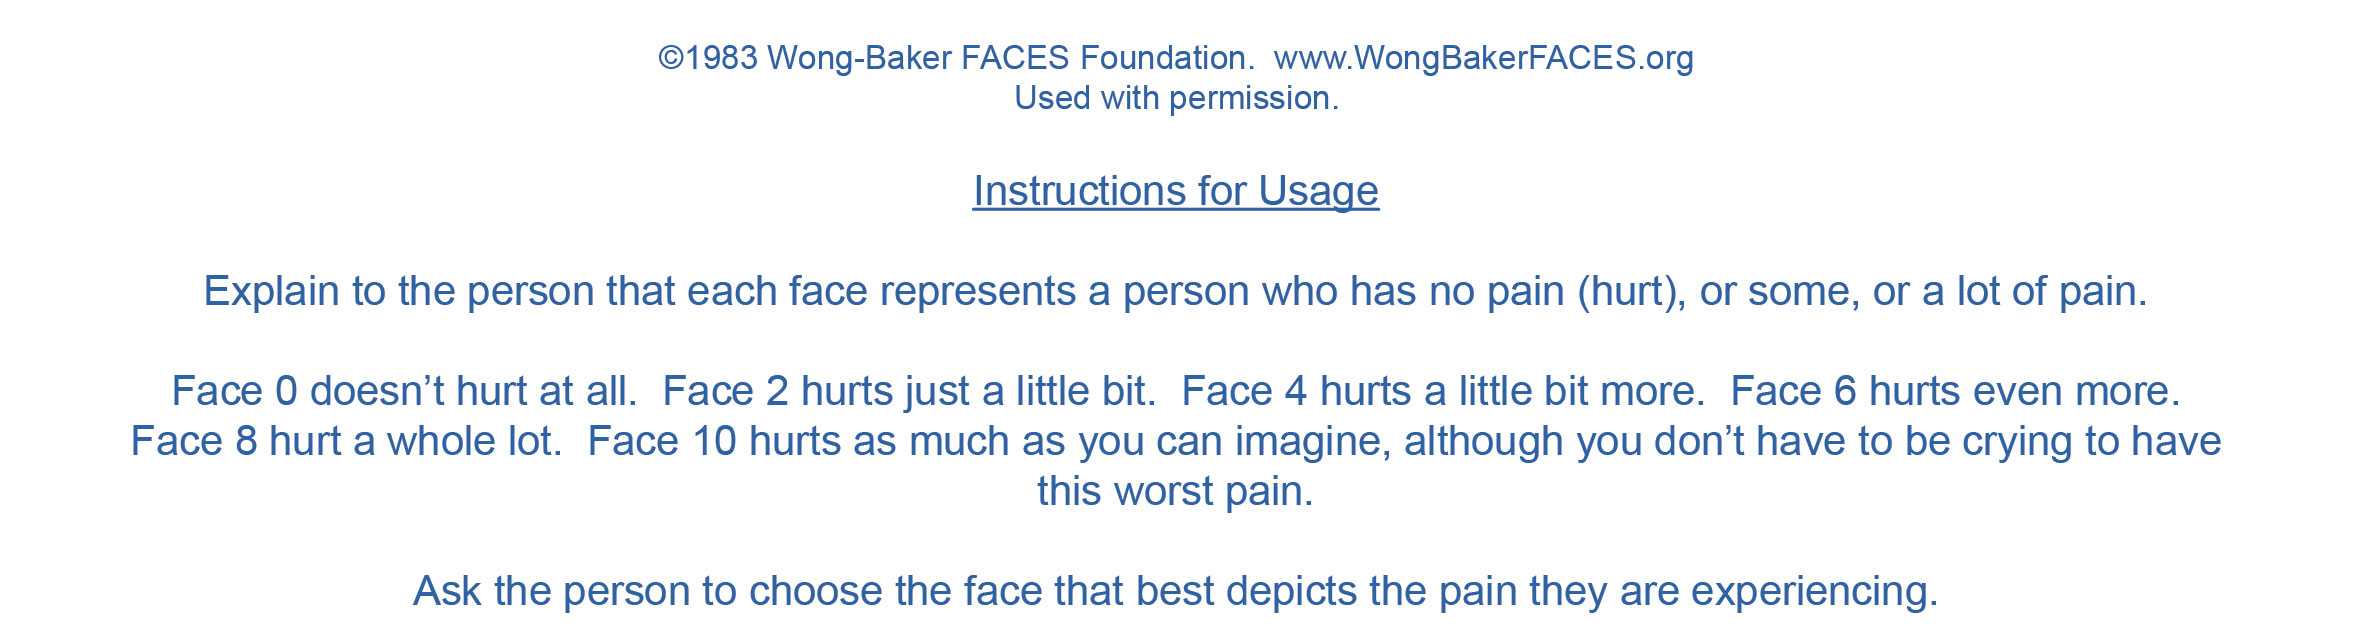 ©1983 Wong-Baker FACES Foundation.  www.WongBakerFACES.org
Used with permission.
Instructions for Usage
Explain to the person that each face represents a person who has no pain (hurt), or some, or a lot of pain.
Face 0 doesn’t hurt at all.  Face 2 hurts just a little bit.  Face 4 hurts a little bit more.  Face 6 hurts even more.
Face 8 hurt a whole lot.  Face 10 hurts as much as you can imagine, although you don’t have to be crying to have
this worst pain.
Ask the person to choose the face that best depicts the pain they are experiencing.